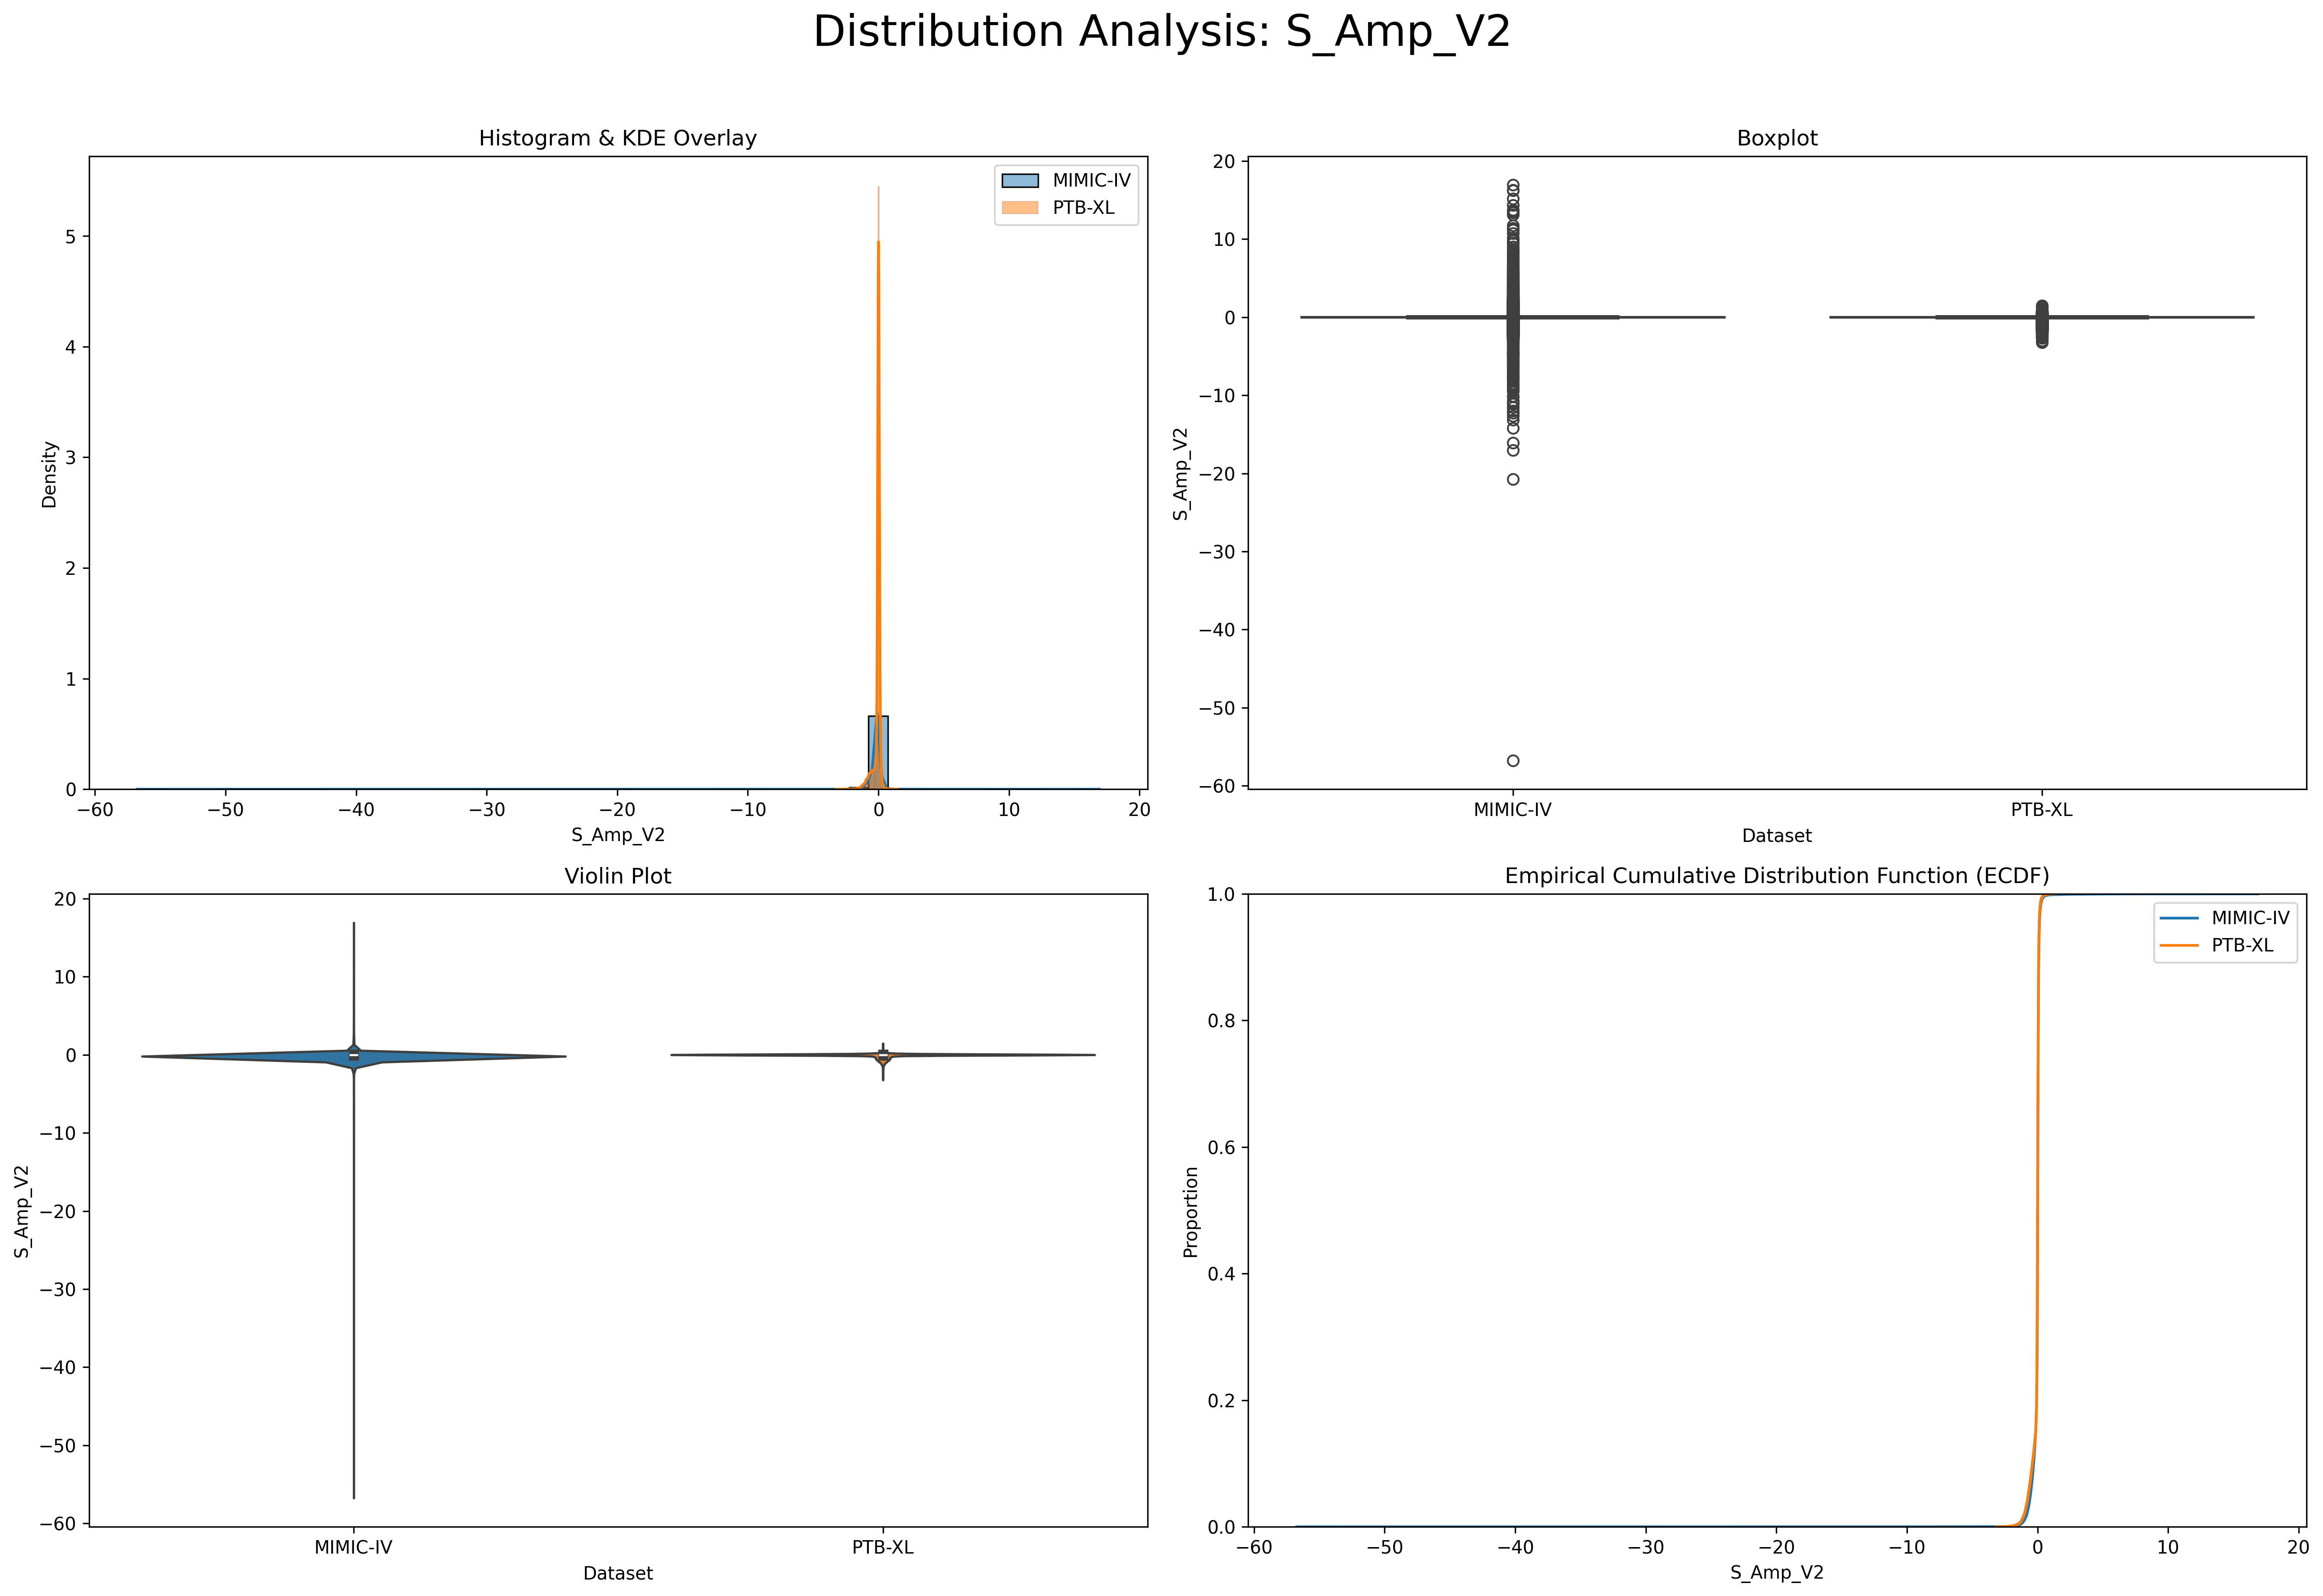 Distribution Analysis: S_Amp_V2
Histogram & KDE Overlay
MIMIC-IV
PTB-XL
Density
5
4
3
2
1
0
−60 −50 −40 −30 −20 −10 0 10 20
S_Amp_V2
Boxplot
S_Amp_V2
20
10
0
−10
−20
−30
−40
−50
−60
MIMIC-IV PTB-XL
Dataset
Violin Plot
S_Amp_V2
20
10
0
−10
−20
−30
−40
−50
−60
MIMIC-IV PTB-XL
Dataset
Empirical Cumulative Distribution Function (ECDF)
MIMIC-IV
PTB-XL
Proportion
1.0
0.8
0.6
0.4
0.2
0.0
−60 −50 −40 −30 −20 −10 0 10 20
S_Amp_V2